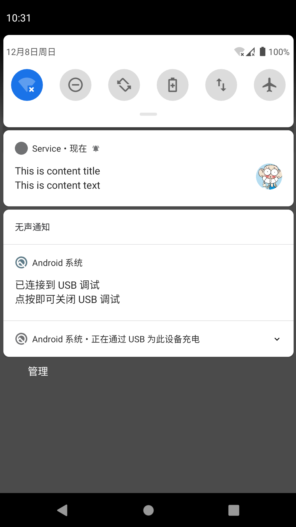 10:31
12月8日周日
100%
Service • 现在
This is content title
This is content text
无声通知
Android 系统
已连接到 USB 调试
点按即可关闭 USB 调试
Android 系统 • 正在通过 USB 为此设备充电
管理